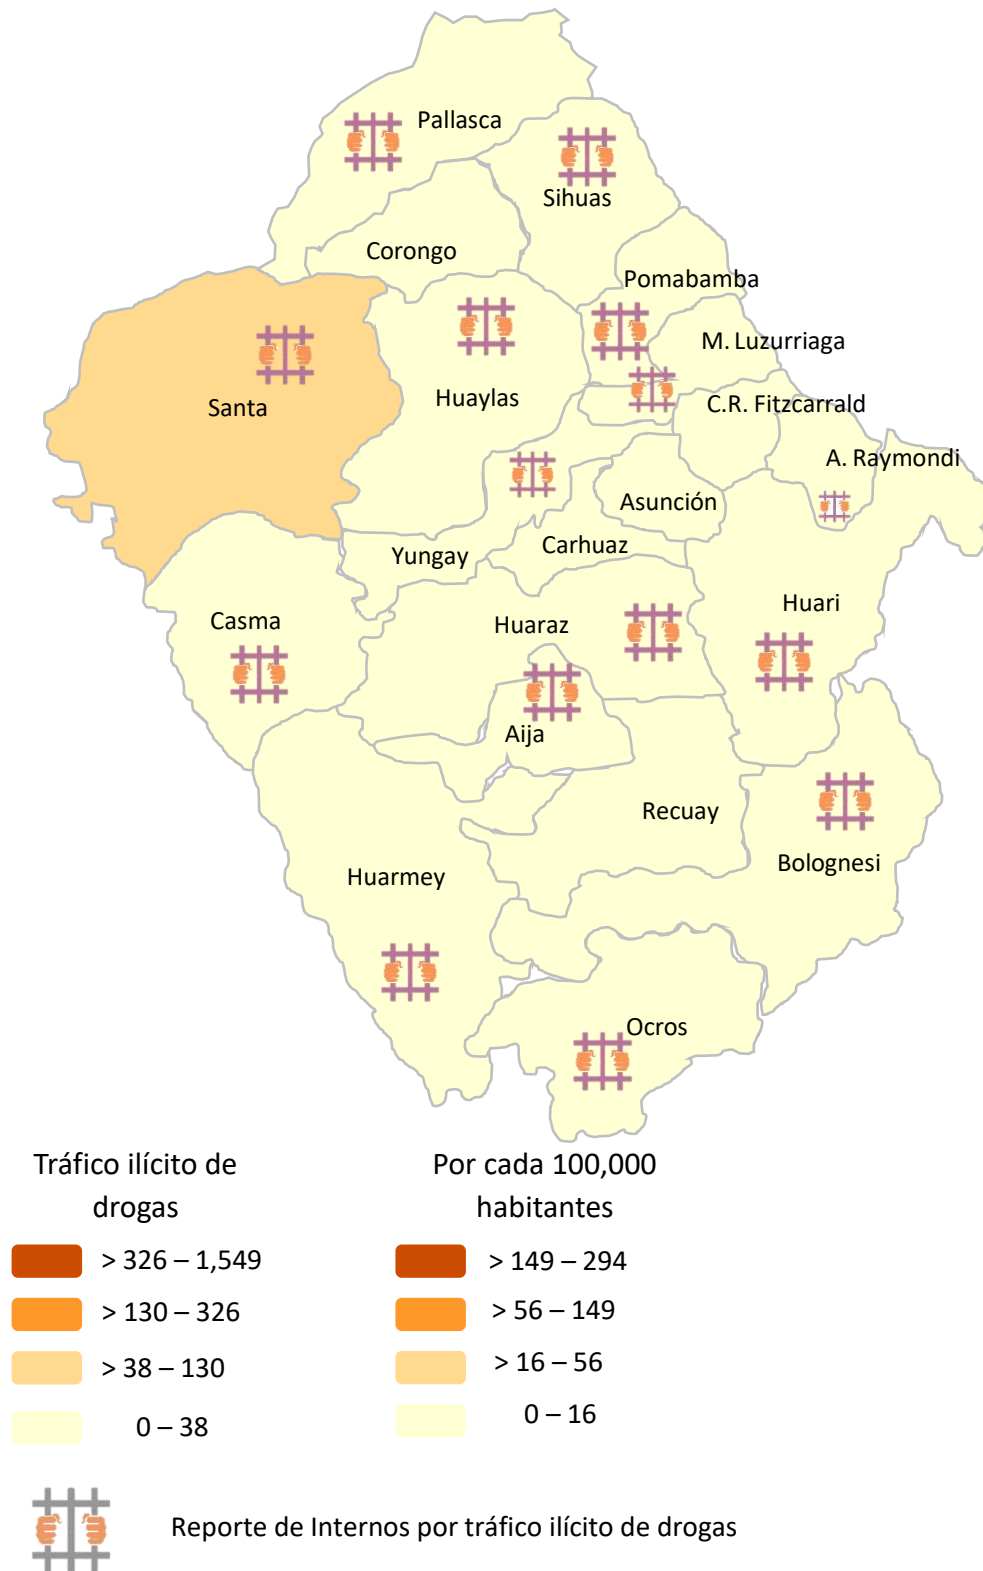 Pallasca
Sihuas
Corongo
Pomabamba
M. Luzurriaga
Huaylas
Santa
C.R. Fitzcarrald
A. Raymondi
Asunción
Yungay
Carhuaz
Huari
Casma
Huaraz
Aija
Recuay
Bolognesi
Huarmey
Ocros
Tráfico ilícito de
drogas
> 326 – 1,549
> 130 – 326
> 38 – 130
0 – 38
Por cada 100,000
habitantes
> 149 – 294
> 56 – 149
> 16 – 56
0 – 16
Reporte de Internos por tráfico ilícito de drogas